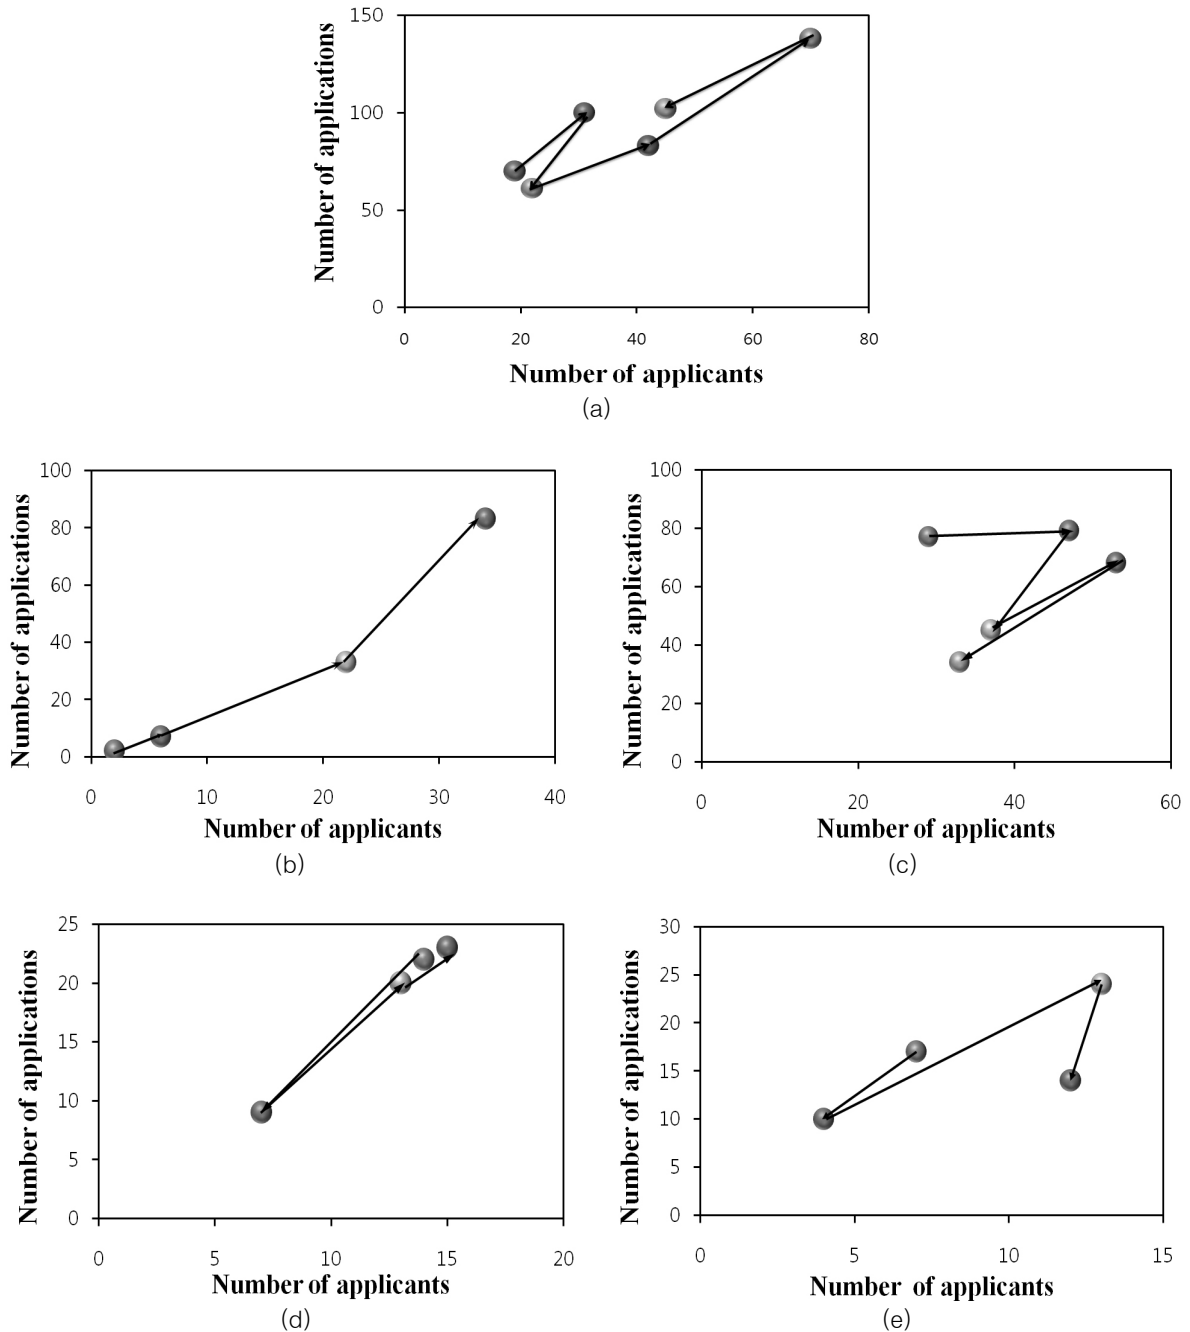 150
100
50
0
Number of applications
0 20 40 60 80
Number of applicants
(a)
100
80
60
40
20
0
Number of applications
0 10 20 30 40
Number of applicants
(b)
100
80
60
40
20
0
Number of applications
0 20 40 60
Number of applicants
(c)
25
20
15
10
5
0
Number of applications
0 5 10 15 20
Number of applicants
(d)
30
25
20
15
10
5
0
Number of applications
0 5 10 15
Number of applicants
(e)